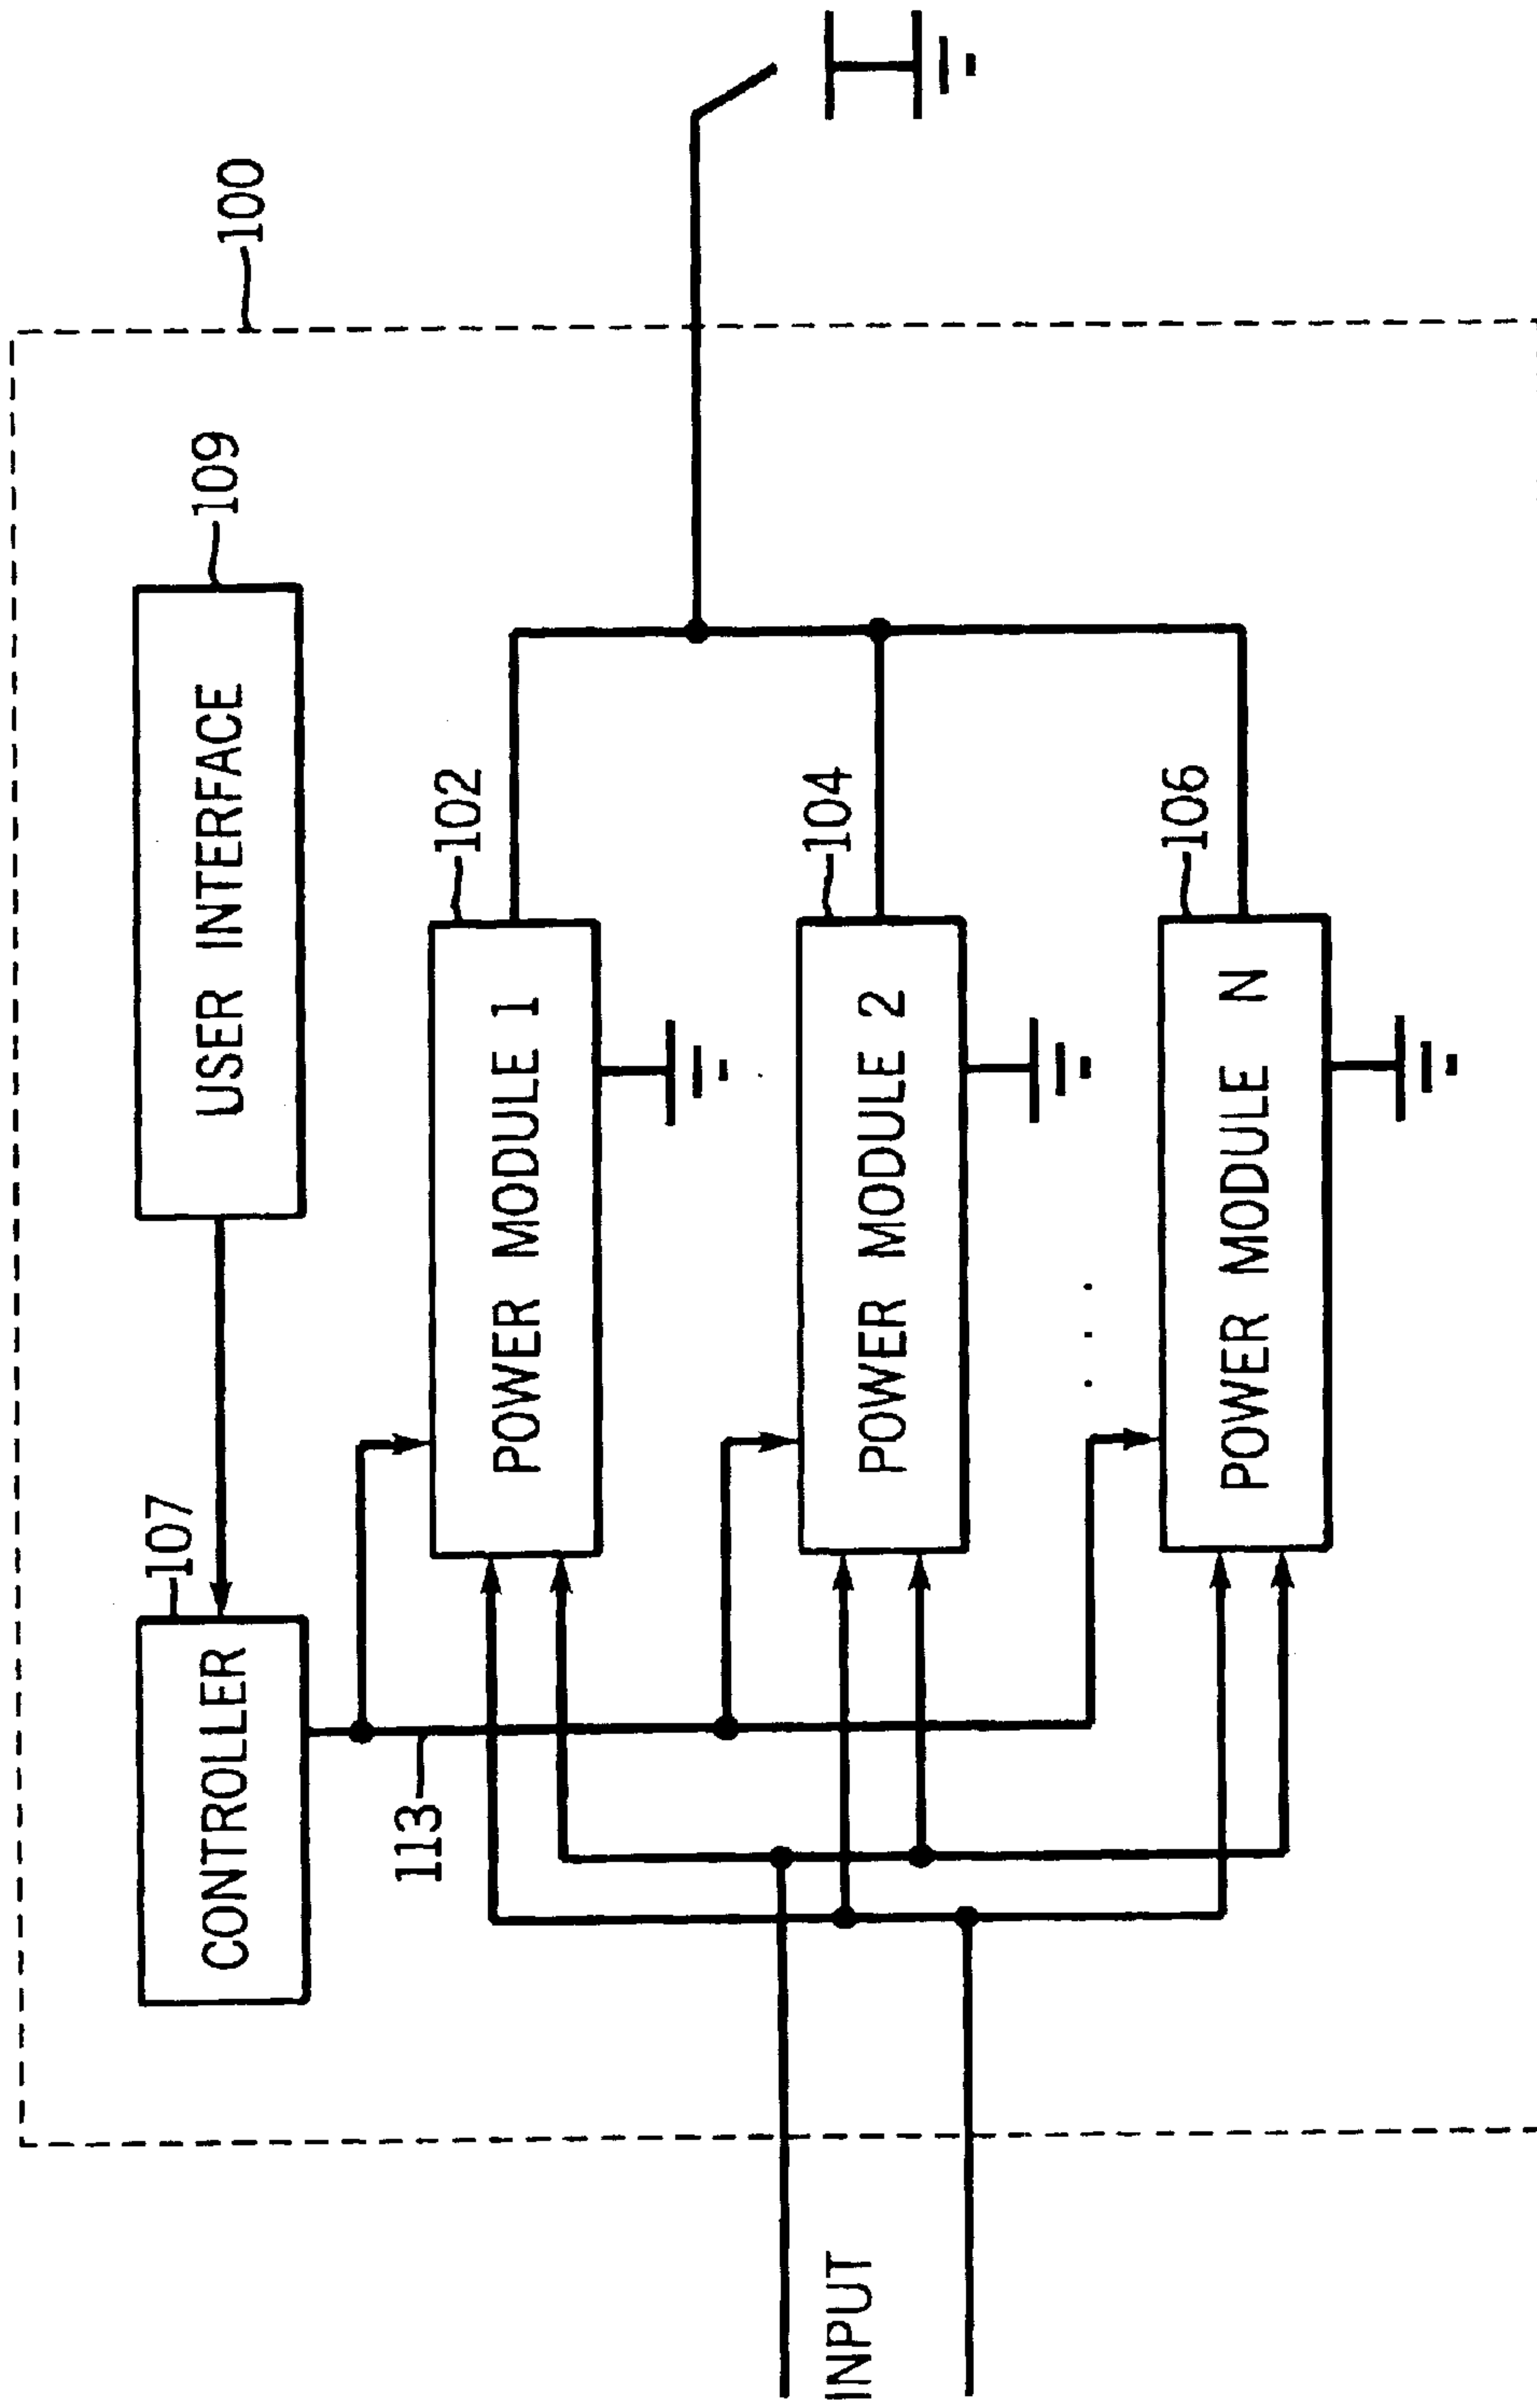 100
109
USER INTERFACE
107
CONTROLLER
102
POWER MODULE 1
113
104
POWER MODULE 2
. . .
106
POWER MODULE N
INPUT